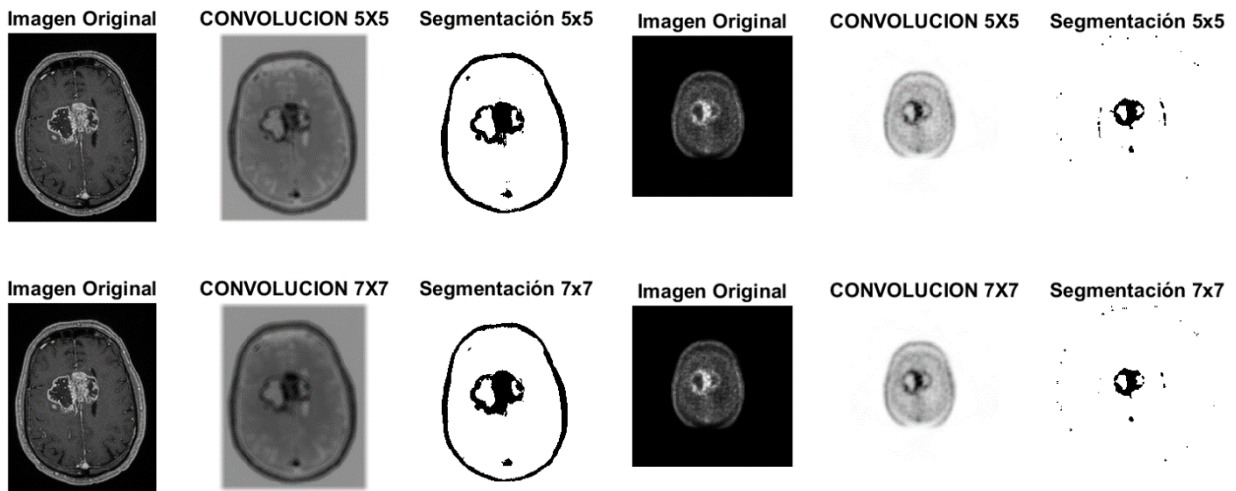 Imagen Original CONVOLUCION 5X5 Segmentación 5x5 Imagen Original CONVOLUCION 5X5 Segmentación 5x5
Imagen Original CONVOLUCION 7X7 Segmentación 7x7 Imagen Original CONVOLUCION 7X7 Segmentación 7x7